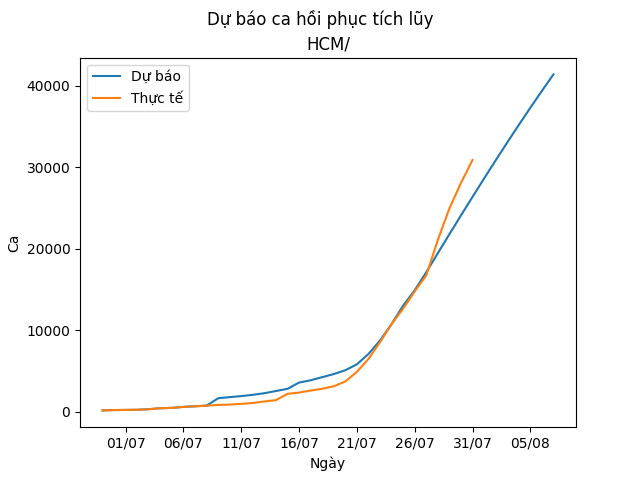 Dự báo ca hồi phục tích lũy
HCM/
Dự báo
Thực tế
40000
30000
20000
10000
0
Ca
01/07 06/07 11/07 16/07 21/07 26/07 31/07 05/08
Ngày